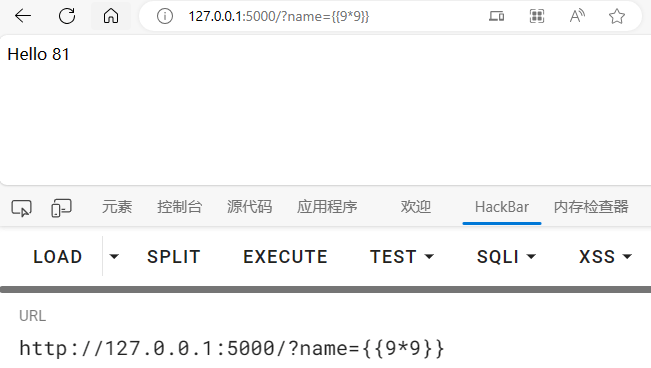 127.0.0.1:5000/?name={{9*9}}
Hello 81
元素 控制台 源代码 应用程序 欢迎 HackBar 内存检查器
LOAD SPLIT EXECUTE TEST SQLI XSS
URL
http://127.0.0.1:5000/?name={{9*9}}